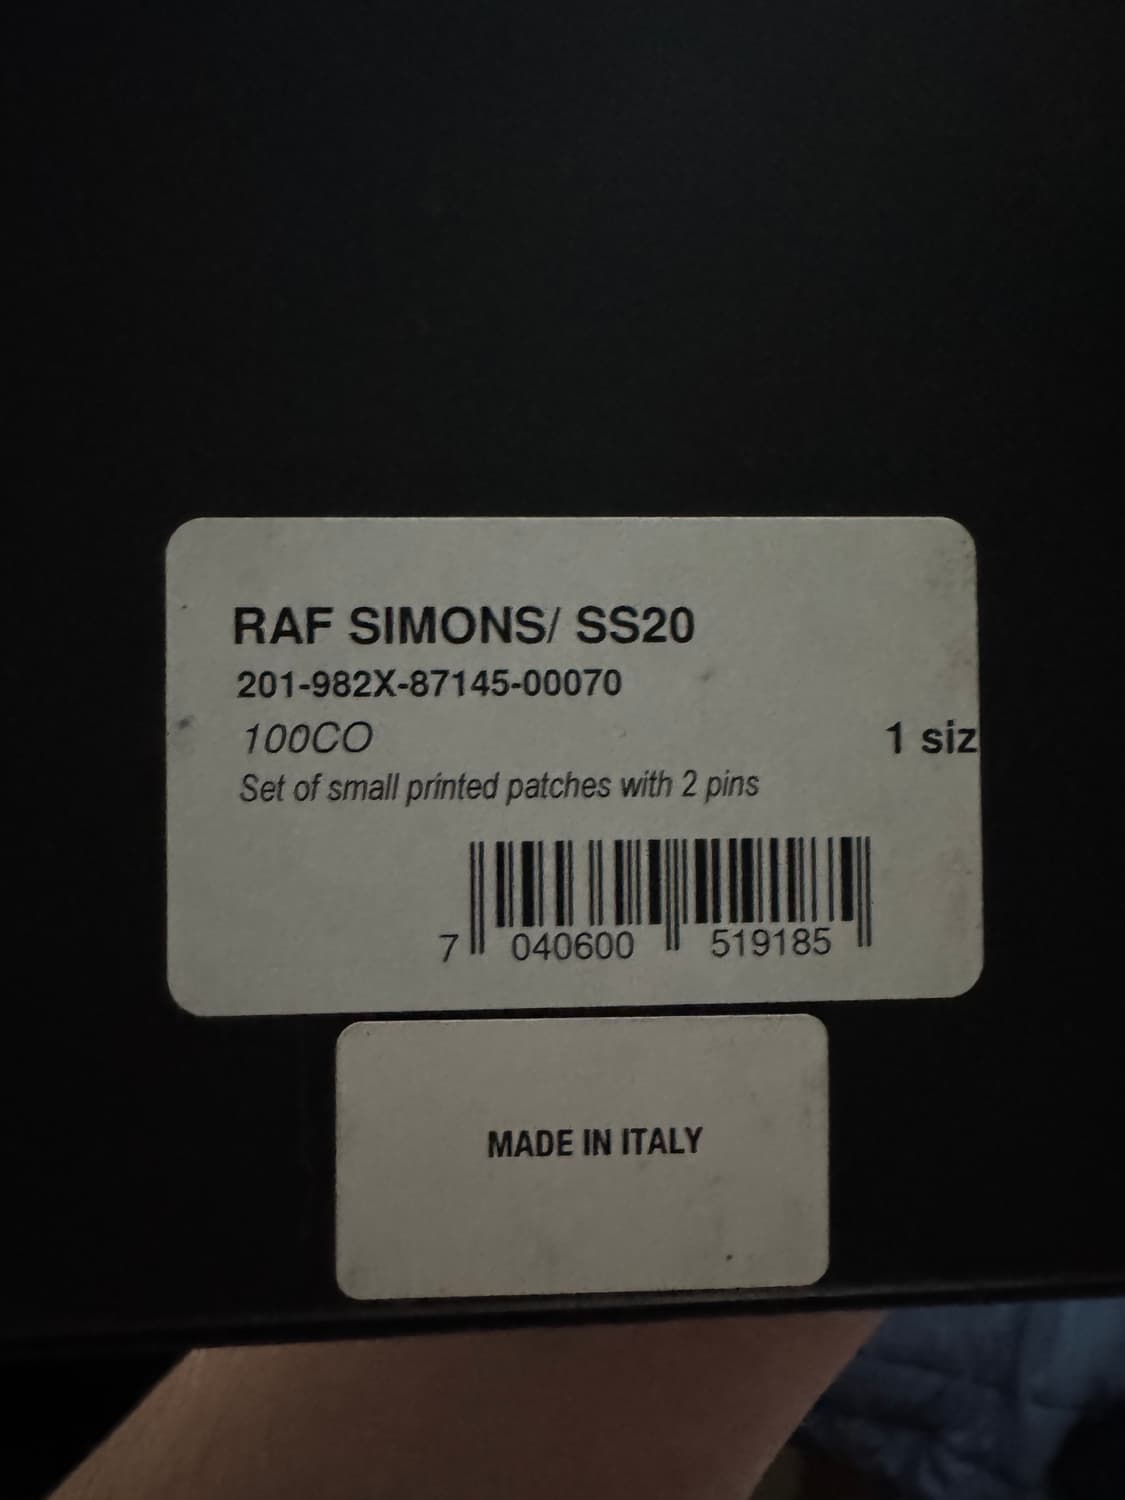 RAF SIMONS/ SS20
201-982X-87145-00070
100CO
1 siz
Set of small printed patches with 2 pins
7 040600 519185
MADE IN ITALY